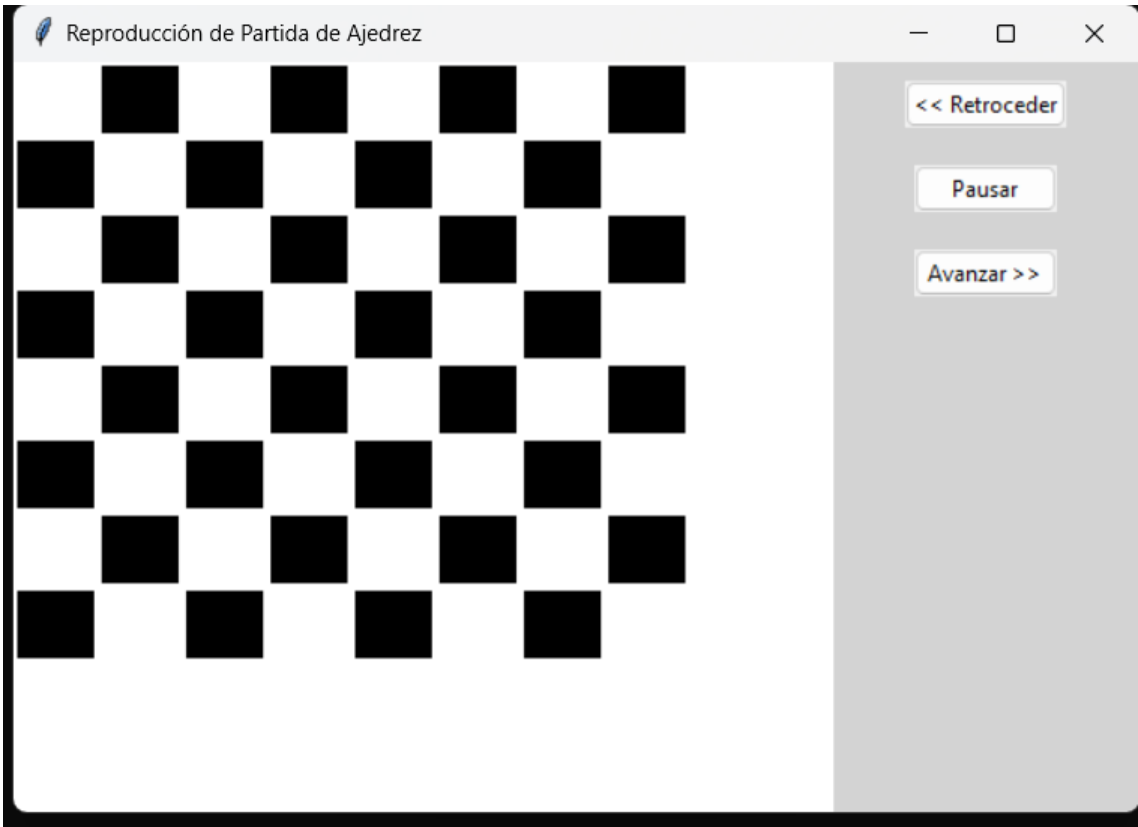 Reproducción de Partida de Ajedrez
<< Retroceder
Pausar
Avanzar >>